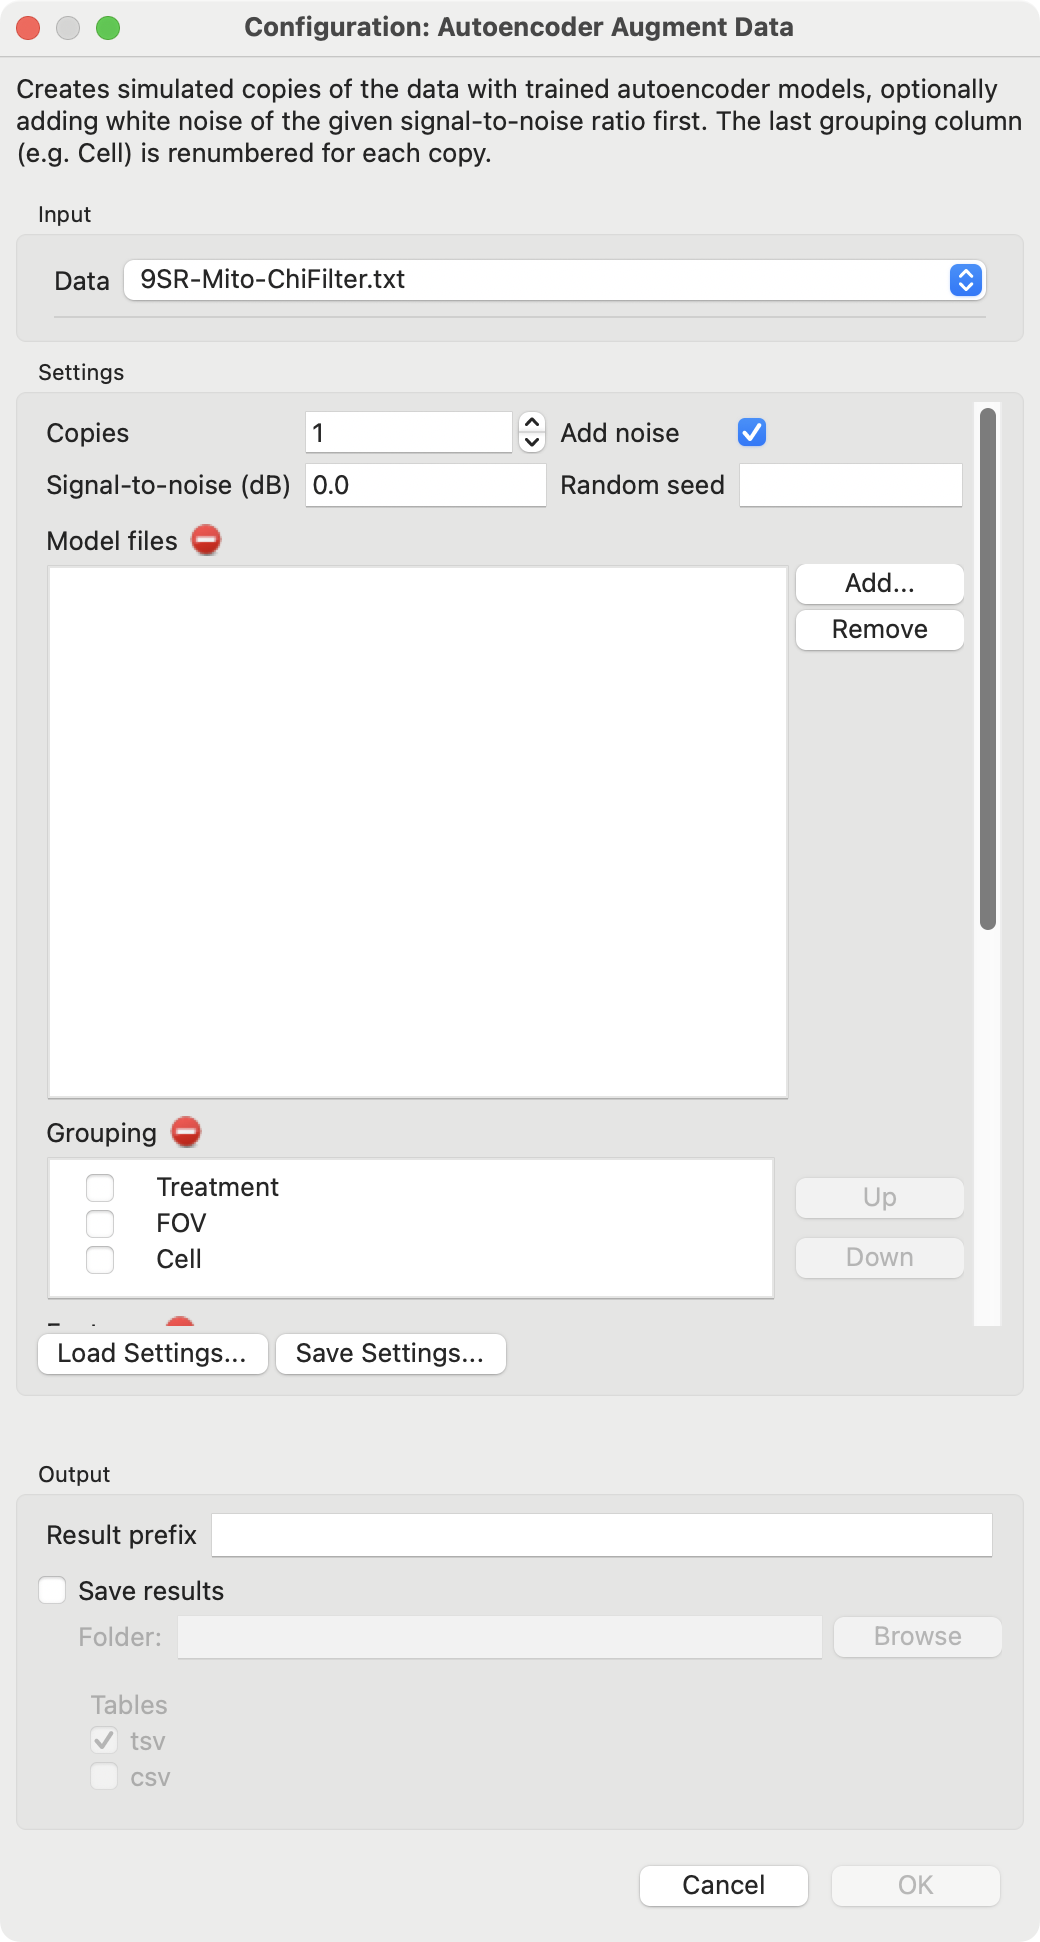 Configuration: Autoencoder Augment Data
Creates simulated copies of the data with trained autoencoder models, optionally
adding white noise of the given signal-to-noise ratio first. The last grouping column
(e.g. Cell) is renumbered for each copy.
Input
Data 9SR-Mito-ChiFilter.txt
Settings
Copies 1 Add noise
Signal-to-noise (dB) 0.0 Random seed
Model files
Add...
Remove
Grouping
Treatment
FOV
Cell
Up
Down
Load Settings... Save Settings...
Output
Result prefix
Save results
Folder: Browse
Tables
tsv
csv
Cancel OK